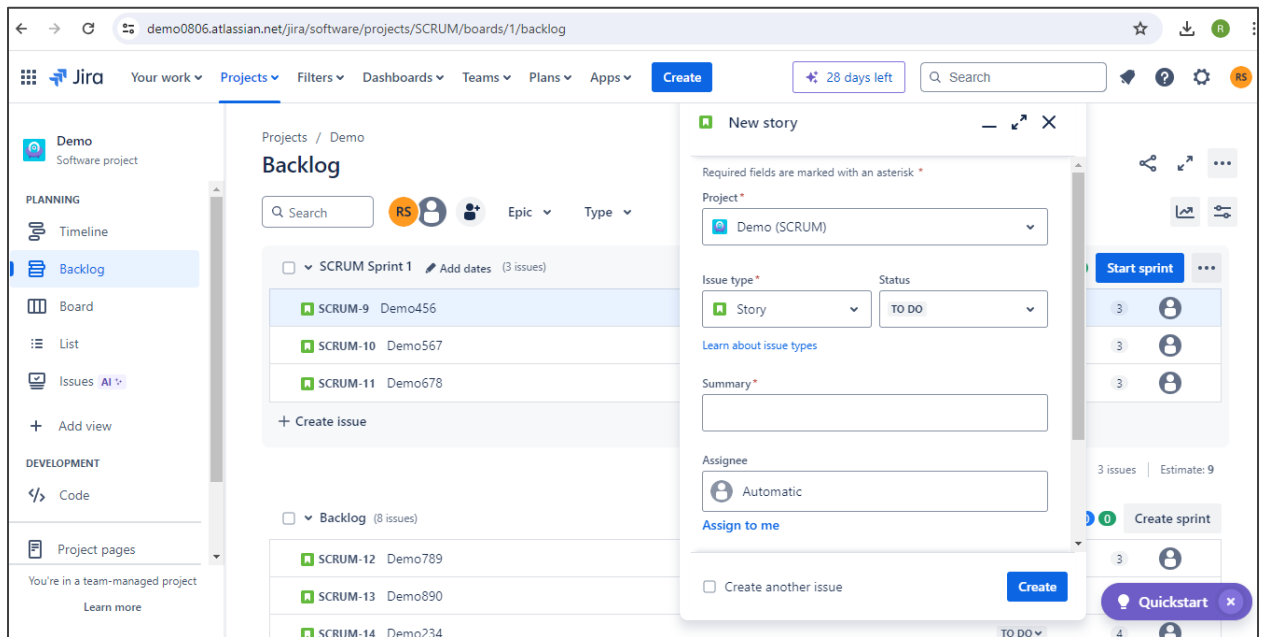 demo0806.atlassian.net/jira/software/projects/SCRUM/boards/1/backlog
R
Jira Your work Projects Filters Dashboards Teams Plans Apps Create 28 days left Search RS
Demo
Software project
PLANNING
Timeline
Backlog
Board
List
Issues AI
Add view
DEVELOPMENT
Code
Project pages
You're in a team-managed project
Learn more
Projects / Demo
Backlog
Search RS Epic Type
SCRUM Sprint 1 Add dates (3 issues) Start sprint
SCRUM-9 Demo456 3
SCRUM-10 Demo567 3
SCRUM-11 Demo678 3
+ Create issue
3 issues Estimate: 9
Backlog (8 issues) 0 Create sprint
SCRUM-12 Demo789 3
SCRUM-13 Demo890
SCRUM-14 Demo234 TO DO 4
New story
Required fields are marked with an asterisk *
Project*
Demo (SCRUM)
Issue type* Status
Story TO DO
Learn about issue types
Summary*
Assignee
Automatic
Assign to me
Create another issue Create
Quickstart